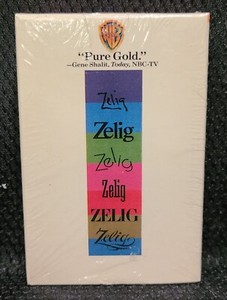 "Pure Gold."
—Gene Shalit, Today, NBC-TV
Zelig
Zelig
Zelig
Zelig
ZELIG
Zelig